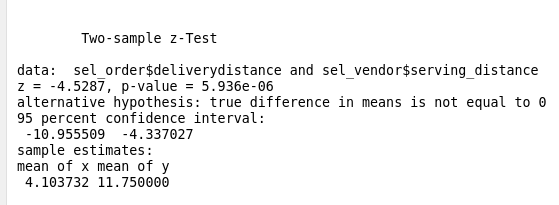 Two-sample z-Test
data:  sel_order$deliverydistance and sel_vendor$serving_distance
z = -4.5287, p-value = 5.936e-06
alternative hypothesis: true difference in means is not equal to 0
95 percent confidence interval:
 -10.955509  -4.337027
sample estimates:
mean of x mean of y
 4.103732 11.750000